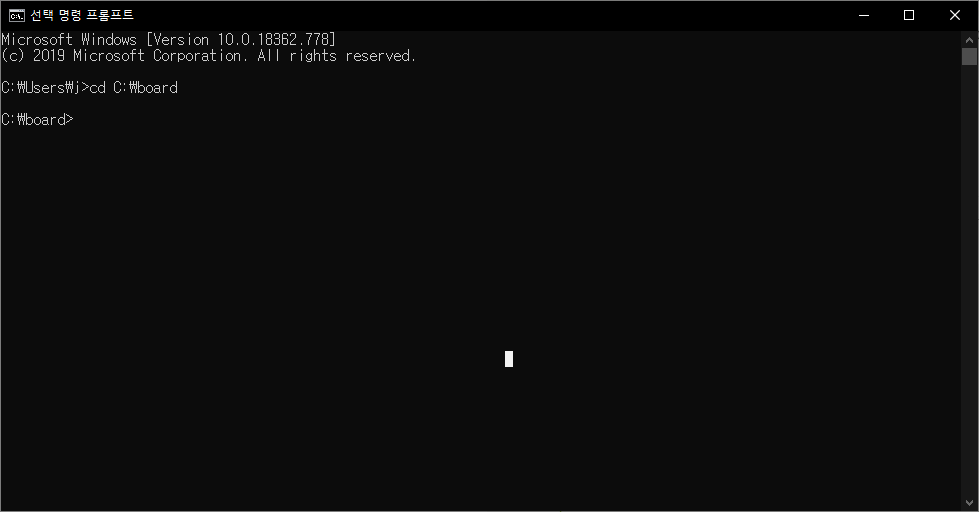 선택 명령 프롬프트
Microsoft Windows [Version 10.0.18362.778]
(c) 2019 Microsoft Corporation. All rights reserved.
C:₩Users₩j>cd C:₩board
C:₩board>